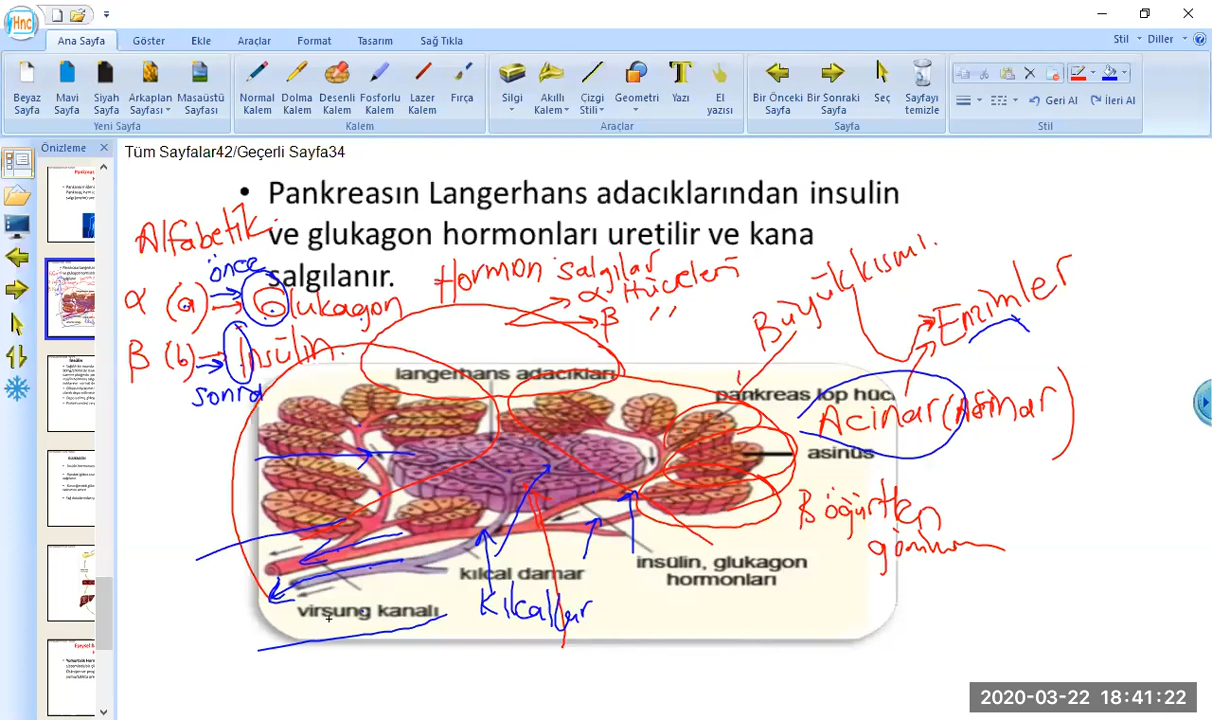 Hnc
Ana Sayfa Göster Ekle Araçlar Format Tasarım Sağ Tıkla
Stil Diller
Beyaz Sayfa
Mavi Sayfa
Siyah Sayfa
Arkaplan Sayfası
Masaüstü Sayfası
Yeni Sayfa
Normal Kalem
Dolma Kalem
Desenli Kalem
Fosforlu Kalem
Lazer Kalem
Fırça
Kalem
Silgi
Akıllı Kalem
Çizgi Stili
Geometri
Yazı
El yazısı
Araçlar
Bir Önceki Sayfa
Bir Sonraki Sayfa
Seç
Sayfayı temizle
Sayfa
Geri Al
İleri Al
Stil
Önizleme
Tüm Sayfalar42/Geçerli Sayfa34
• Pankreasın Langerhans adacıklarından insulin
ve glukagon hormonları uretilir ve kana
salgılanır.
Alfabetik
önce
α (a) → Glukagon
β (b) → İnsülin
sonra
Hormon salgılar
α Hücreleri
β ״ ״
Büyük kısmı
Enzimler
langerhans adacıkları
pankreas lop hüc.
Acinar (Asinar)
asinüs
Böğürtlen
görünüm
insülin, glukagon
hormonları
kılcal damar
Kılcallar
virsung kanalı
2020-03-22 18:41:22